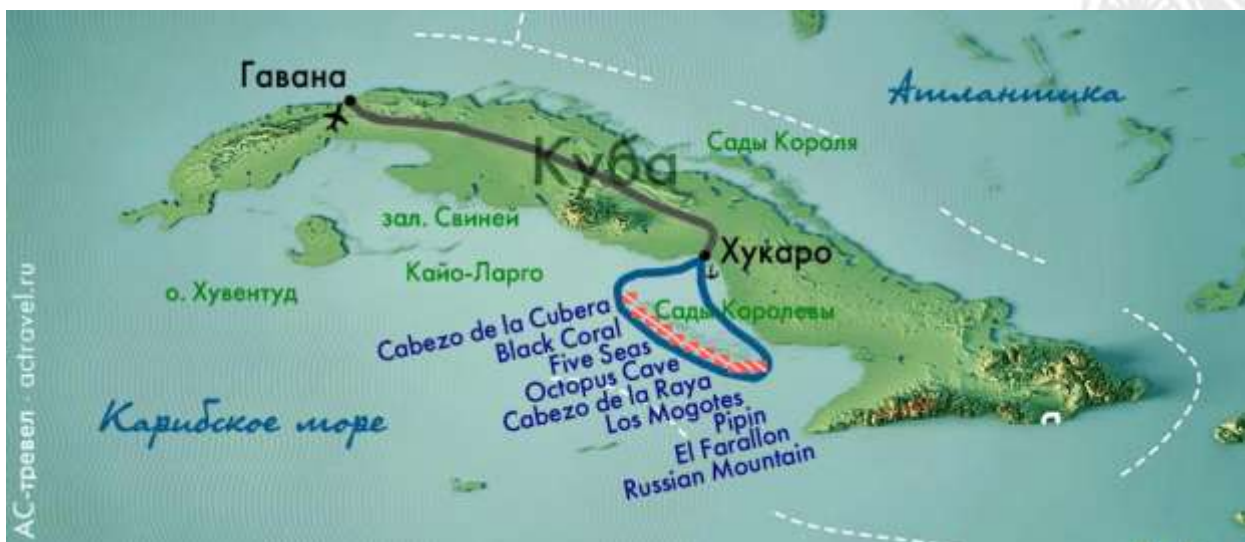 Гавана
Атлантика
Сады Короля
Куба
зал. Свиней
Хукаро
Кайо-Ларго
о. Хувентуд
Сады Королевы
Cabezo de la Cubera
Black Coral
Five Seas
Octopus Cave
Cabezo de la Raya
Los Mogotes
Pipin
El Farallon
Russian Mountain
Карибское море
АС-тревел · actravel.ru